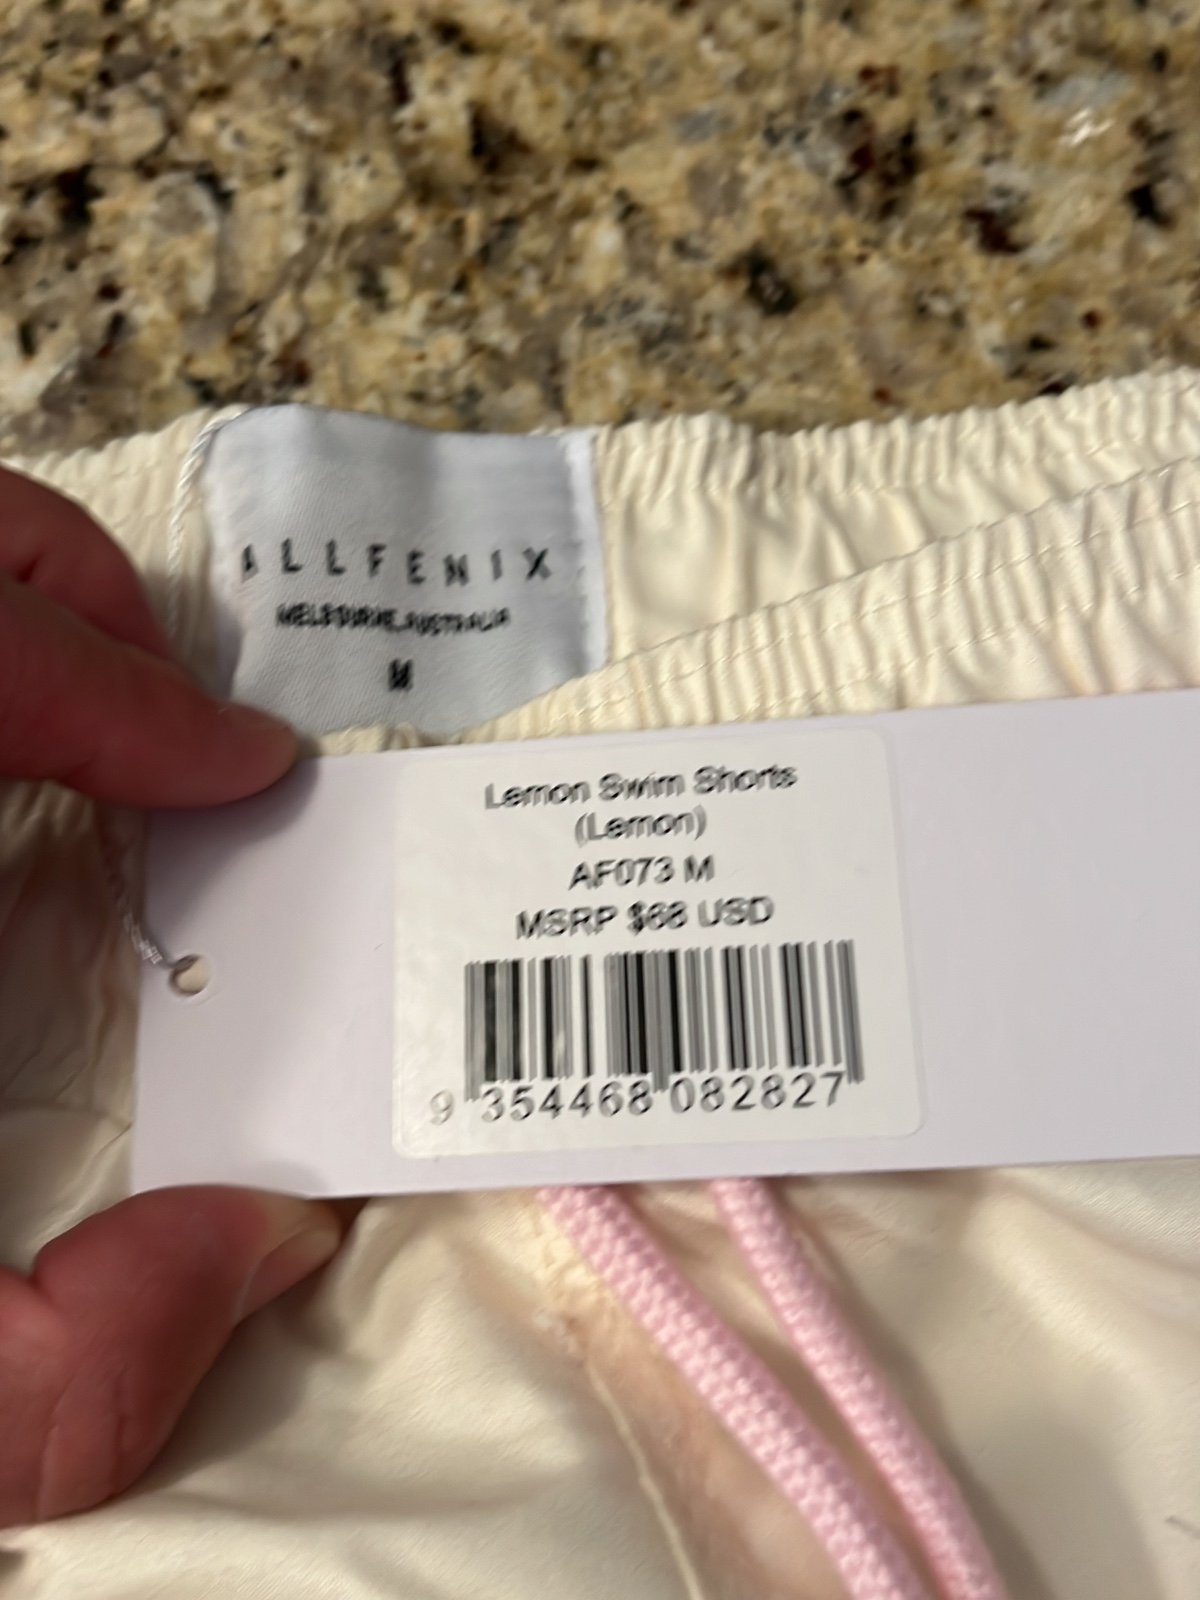 ALLFENIX
MELBOURNE, AUSTRALIA
M
Lemon Swim Shorts
(Lemon)
AF073 M
MSRP $68 USD
9 354468 082827